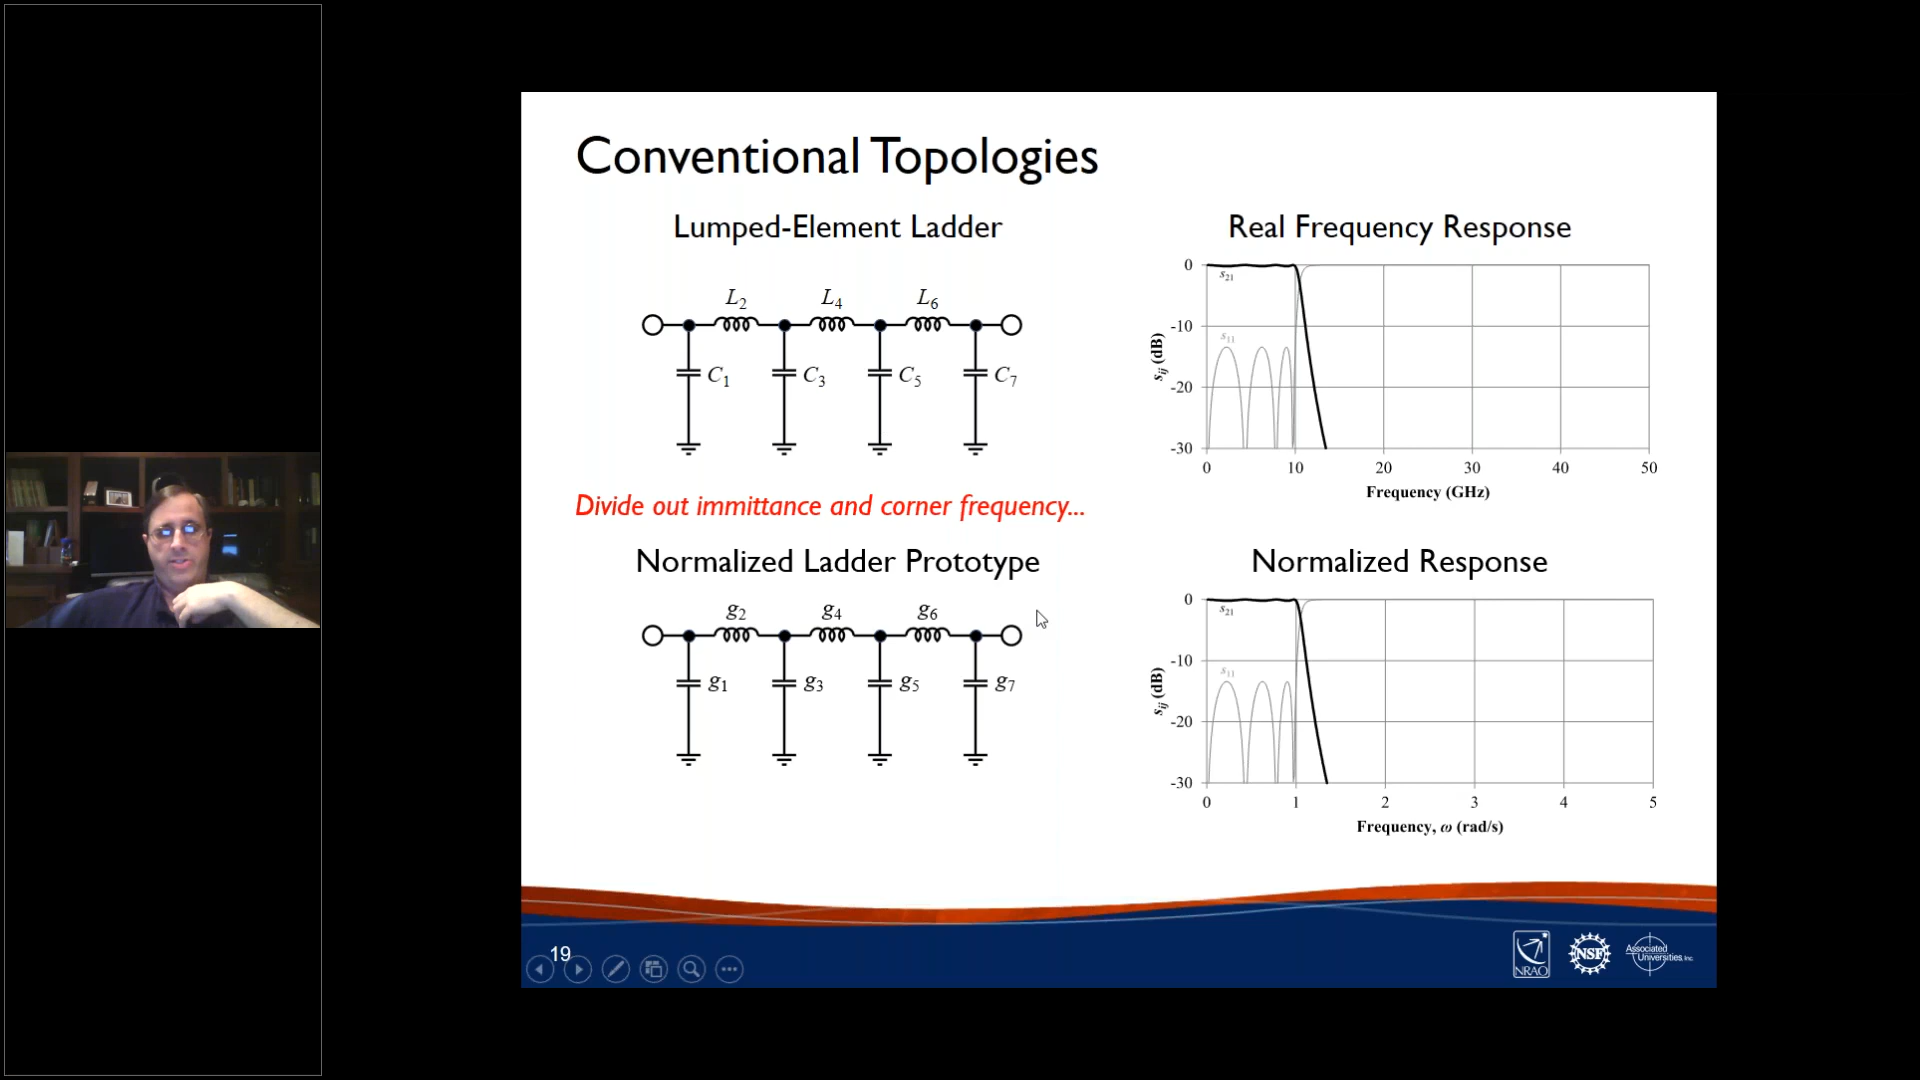 Conventional Topologies
Lumped-Element Ladder
L2 L4 L6
C1 C3 C5 C7
Divide out immittance and corner frequency...
Normalized Ladder Prototype
g2 g4 g6
g1 g3 g5 g7
Real Frequency Response
0
-10
-20
-30
s21
s11
sij (dB)
0 10 20 30 40 50
Frequency (GHz)
Normalized Response
0
-10
-20
-30
s21
s11
sij (dB)
0 1 2 3 4 5
Frequency, ω (rad/s)
19
NRAO
NSF
Associated
Universities, Inc.